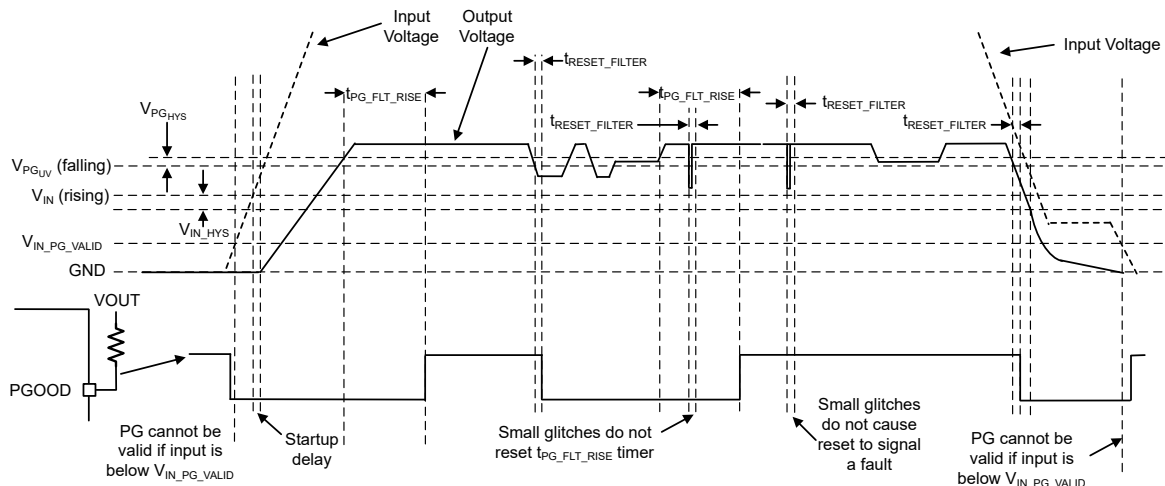 Input
Voltage
Output
Voltage
Input Voltage
tRESET_FILTER
tPG_FLT_RISE
tPG_FLT_RISE
tRESET_FILTER
tRESET_FILTER
tRESET_FILTER
VPGHYS
VPGUV (falling)
VIN (rising)
VIN_HYS
VIN_PG_VALID
GND
VOUT
PGOOD
PG cannot be
valid if input is
below VIN_PG_VALID
Startup
delay
Small glitches do not
reset tPG_FLT_RISE timer
Small glitches
do not cause
reset to signal
a fault
PG cannot be
valid if input is
below VIN_PG_VALID